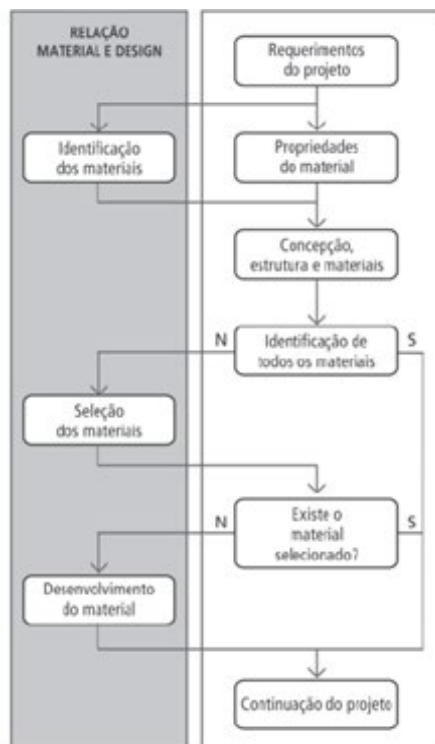 RELAÇÃO
MATERIAL E DESIGN
Requerimentos
do projeto
Identificação
dos materiais
Propriedades
do material
Concepção,
estrutura e materiais
N
Identificação de
todos os materiais
S
Seleção
dos materiais
N
Existe o
material
selecionado?
S
Desenvolvimento
do material
Continuação do projeto